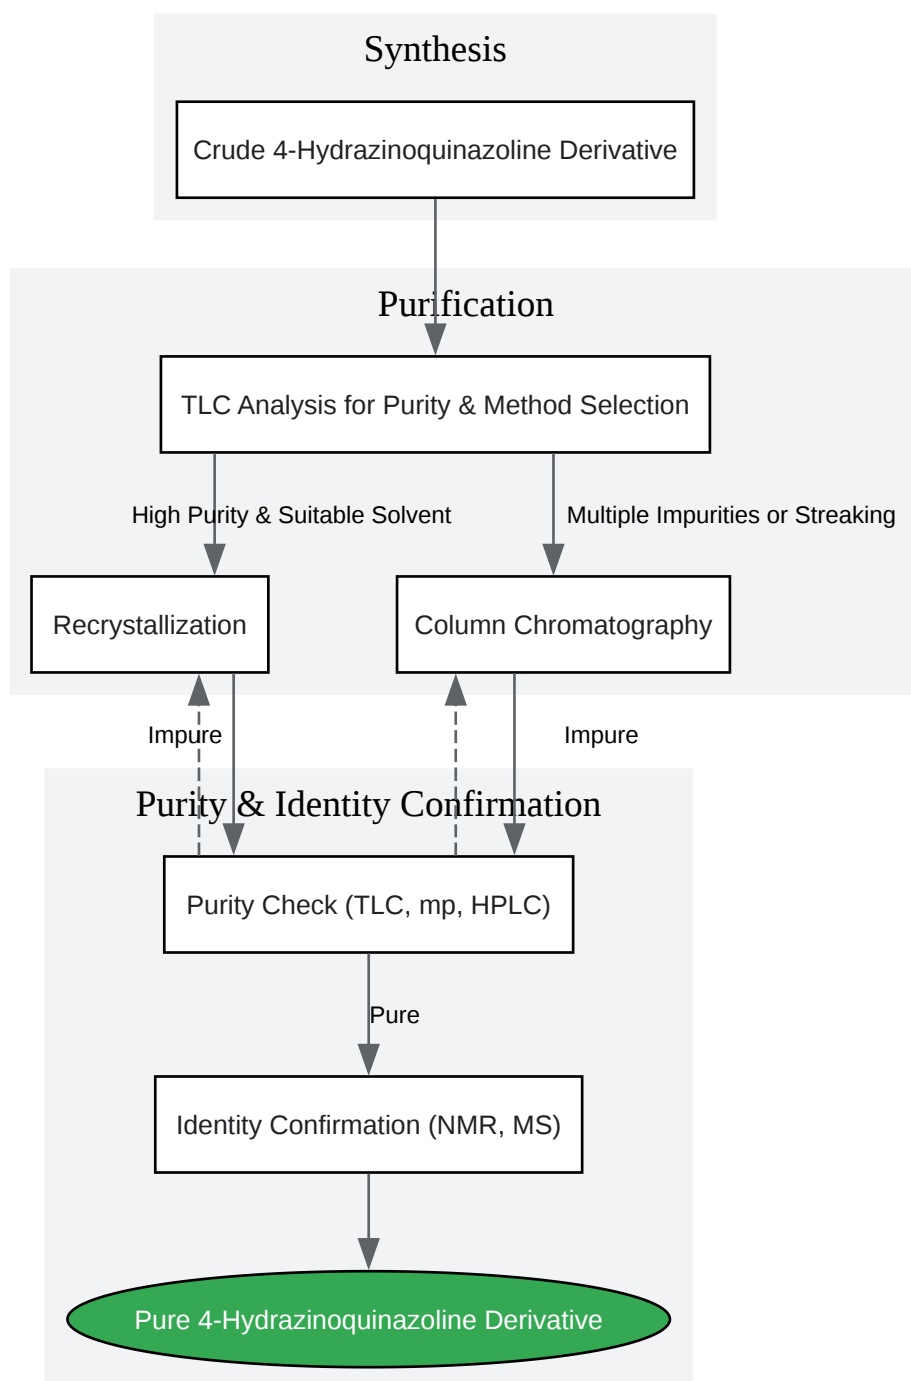 Synthesis
Crude 4-Hydrazinoquinazoline Derivative
Purification
TLC Analysis for Purity & Method Selection
High Purity & Suitable Solvent
Multiple Impurities or Streaking
Recrystallization
Column Chromatography
Impure
Impure
Purity & Identity Confirmation
Purity Check (TLC, mp, HPLC)
Pure
Identity Confirmation (NMR, MS)
Pure 4-Hydrazinoquinazoline Derivative